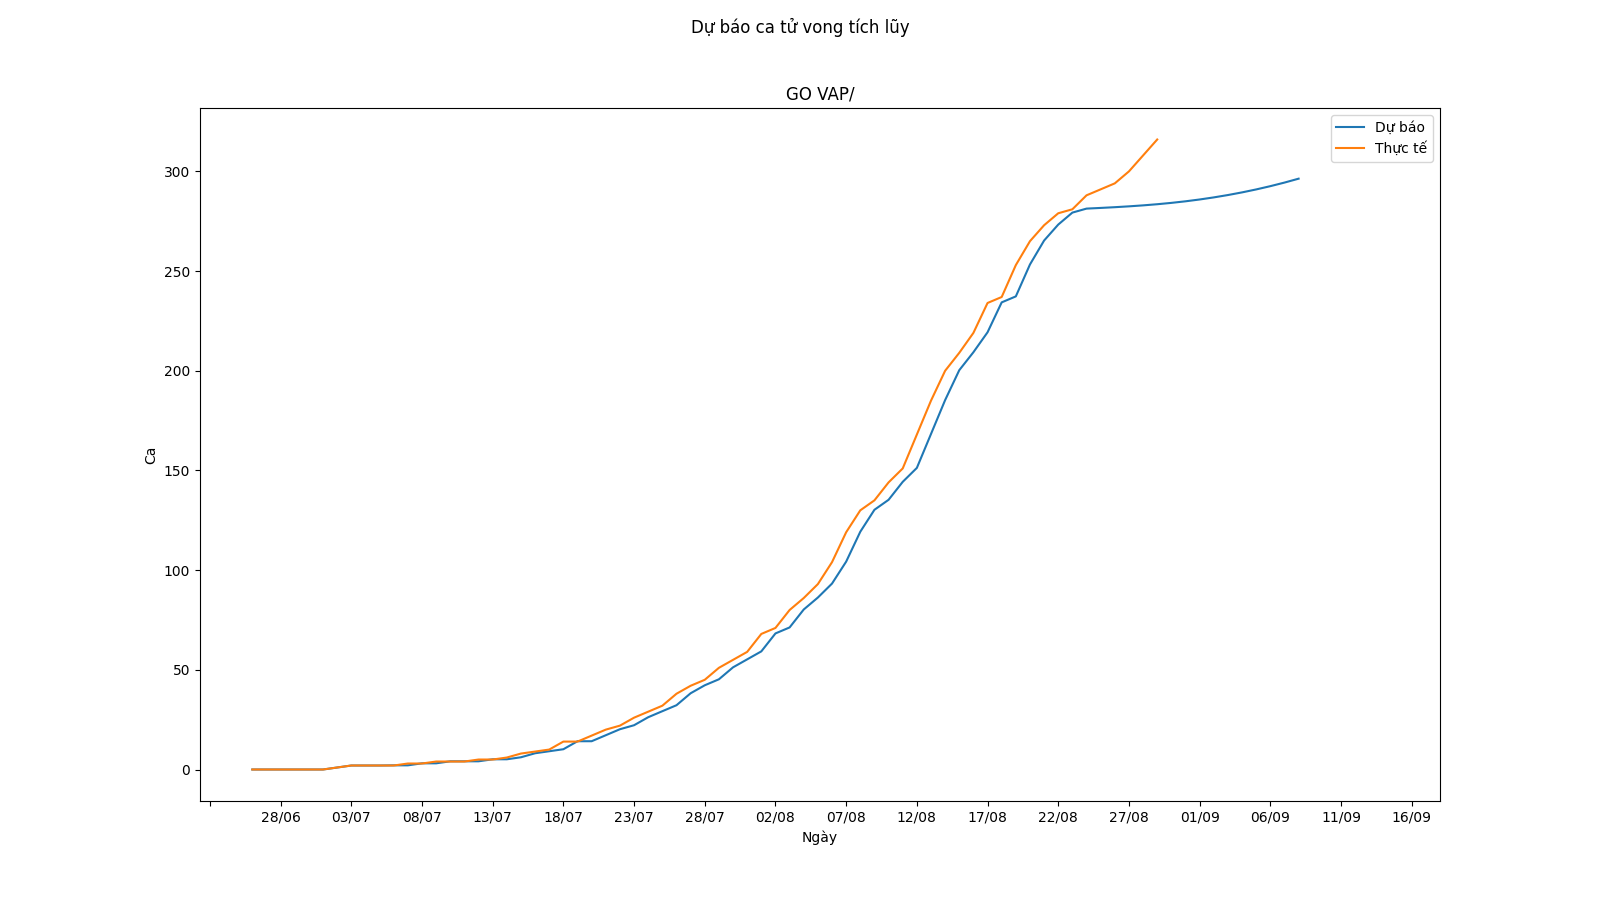 Dự báo ca tử vong tích lũy
GO VAP/
Dự báo
Thực tế
300
250
200
150
100
50
0
Ca
28/06 03/07 08/07 13/07 18/07 23/07 28/07 02/08 07/08 12/08 17/08 22/08 27/08 01/09 06/09 11/09 16/09
Ngày